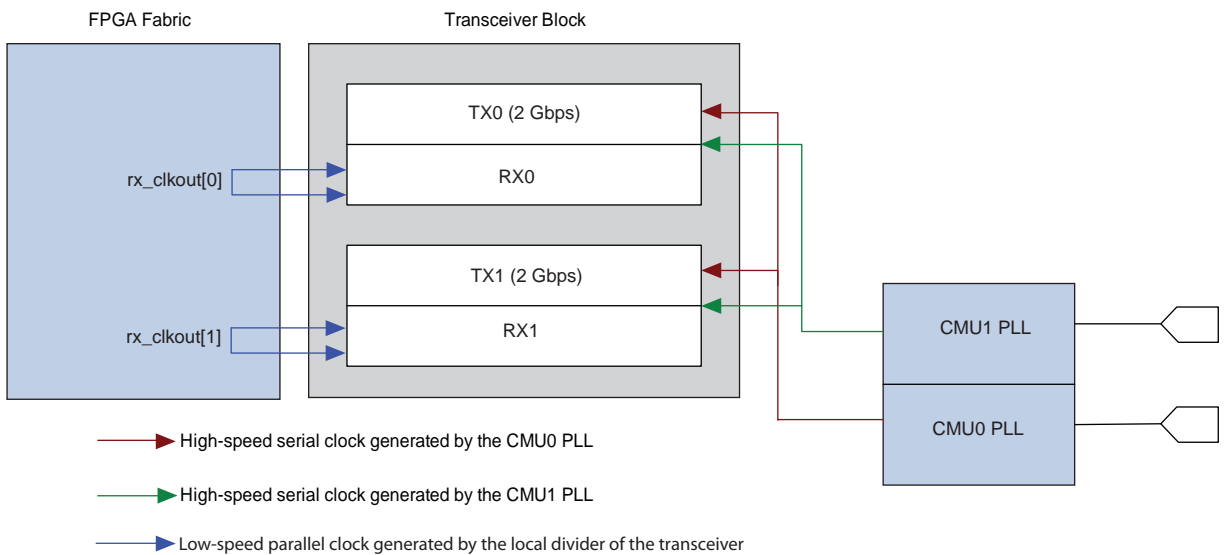 FPGA Fabric
Transceiver Block
TX0 (2 Gbps)
RX0
rx_clkout[0]
TX1 (2 Gbps)
RX1
rx_clkout[1]
CMU1 PLL
CMU0 PLL
High-speed serial clock generated by the CMU0 PLL
High-speed serial clock generated by the CMU1 PLL
Low-speed parallel clock generated by the local divider of the transceiver